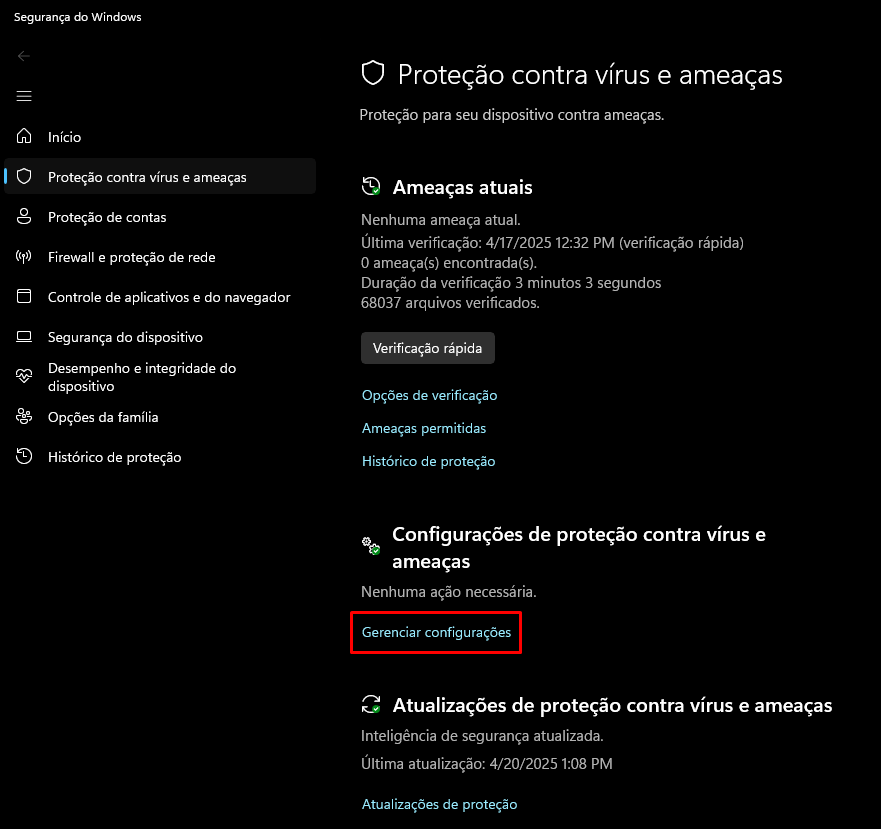 Segurança do Windows
Início
Proteção contra vírus e ameaças
Proteção de contas
Firewall e proteção de rede
Controle de aplicativos e do navegador
Segurança do dispositivo
Desempenho e integridade do
dispositivo
Opções da família
Histórico de proteção
Proteção contra vírus e ameaças
Proteção para seu dispositivo contra ameaças.
Ameaças atuais
Nenhuma ameaça atual.
Última verificação: 4/17/2025 12:32 PM (verificação rápida)
0 ameaça(s) encontrada(s).
Duração da verificação 3 minutos 3 segundos
68037 arquivos verificados.
Verificação rápida
Opções de verificação
Ameaças permitidas
Histórico de proteção
Configurações de proteção contra vírus e
ameaças
Nenhuma ação necessária.
Gerenciar configurações
Atualizações de proteção contra vírus e ameaças
Inteligência de segurança atualizada.
Última atualização: 4/20/2025 1:08 PM
Atualizações de proteção